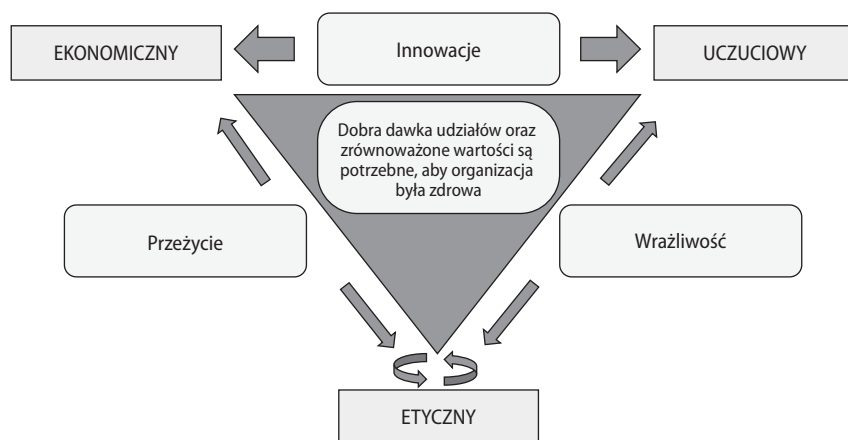 EKONOMICZNY
Innowacje
UCZUCIOWY
Dobra dawka udziałów oraz
zrównoważone wartości są
potrzebne, aby organizacja
była zdrowa
Przeżycie
Wrażliwość
ETYCZNY